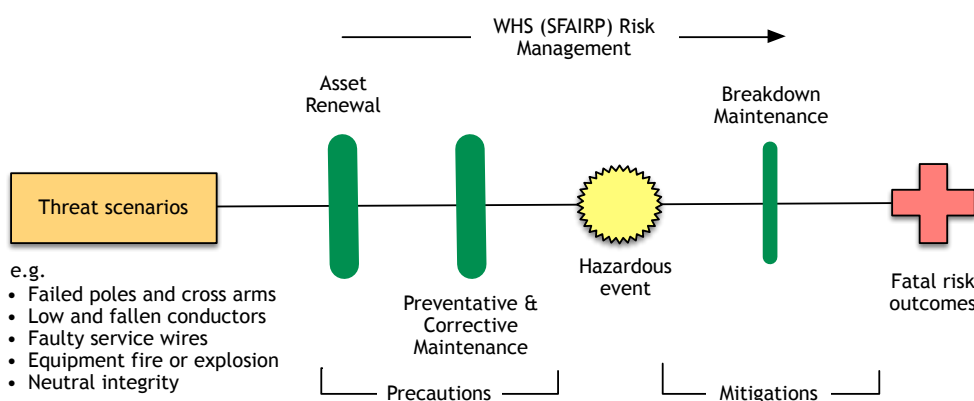 WHS (SFAIRP) Risk
Management
Asset
Renewal
Breakdown
Maintenance
Threat scenarios
Hazardous
event
Fatal risk
outcomes
e.g.
• Failed poles and cross arms
• Low and fallen conductors
• Faulty service wires
• Equipment fire or explosion
• Neutral integrity
Preventative &
Corrective
Maintenance
Precautions
Mitigations